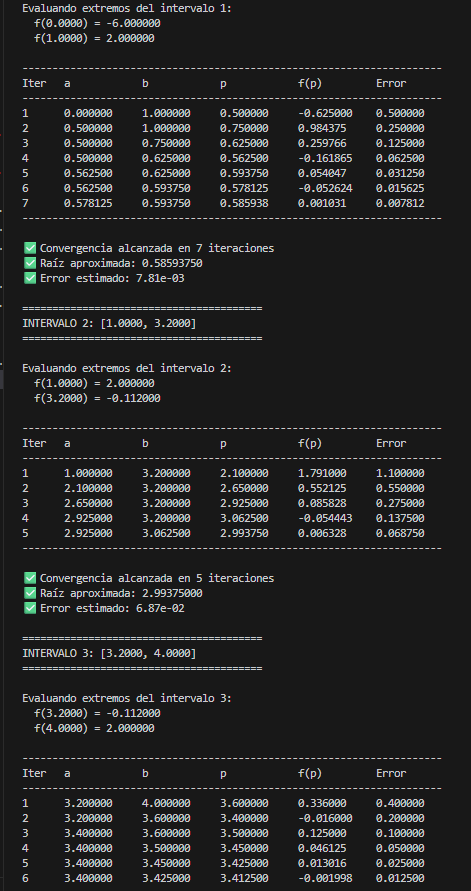 Evaluando extremos del intervalo 1:
f(0.0000) = -6.000000
f(1.0000) = 2.000000
----------------------------------------------------------------------
Iter a b p f(p) Error
----------------------------------------------------------------------
1 0.000000 1.000000 0.500000 -0.625000 0.500000
2 0.500000 1.000000 0.750000 0.984375 0.250000
3 0.500000 0.750000 0.625000 0.259766 0.125000
4 0.500000 0.625000 0.562500 -0.161865 0.062500
5 0.562500 0.625000 0.593750 0.054047 0.031250
6 0.562500 0.593750 0.578125 -0.052624 0.015625
7 0.578125 0.593750 0.585938 0.001031 0.007812
----------------------------------------------------------------------
✅ Convergencia alcanzada en 7 iteraciones
✅ Raíz aproximada: 0.58593750
✅ Error estimado: 7.81e-03
========================================
INTERVALO 2: [1.0000, 3.2000]
========================================
Evaluando extremos del intervalo 2:
f(1.0000) = 2.000000
f(3.2000) = -0.112000
----------------------------------------------------------------------
Iter a b p f(p) Error
----------------------------------------------------------------------
1 1.000000 3.200000 2.100000 1.791000 1.100000
2 2.100000 3.200000 2.650000 0.552125 0.550000
3 2.650000 3.200000 2.925000 0.085828 0.275000
4 2.925000 3.200000 3.062500 -0.054443 0.137500
5 2.925000 3.062500 2.993750 0.006328 0.068750
----------------------------------------------------------------------
✅ Convergencia alcanzada en 5 iteraciones
✅ Raíz aproximada: 2.99375000
✅ Error estimado: 6.87e-02
========================================
INTERVALO 3: [3.2000, 4.0000]
========================================
Evaluando extremos del intervalo 3:
f(3.2000) = -0.112000
f(4.0000) = 2.000000
----------------------------------------------------------------------
Iter a b p f(p) Error
----------------------------------------------------------------------
1 3.200000 4.000000 3.600000 0.336000 0.400000
2 3.200000 3.600000 3.400000 -0.016000 0.200000
3 3.400000 3.600000 3.500000 0.125000 0.100000
4 3.400000 3.500000 3.450000 0.046125 0.050000
5 3.400000 3.450000 3.425000 0.013016 0.025000
6 3.400000 3.425000 3.412500 -0.001998 0.012500